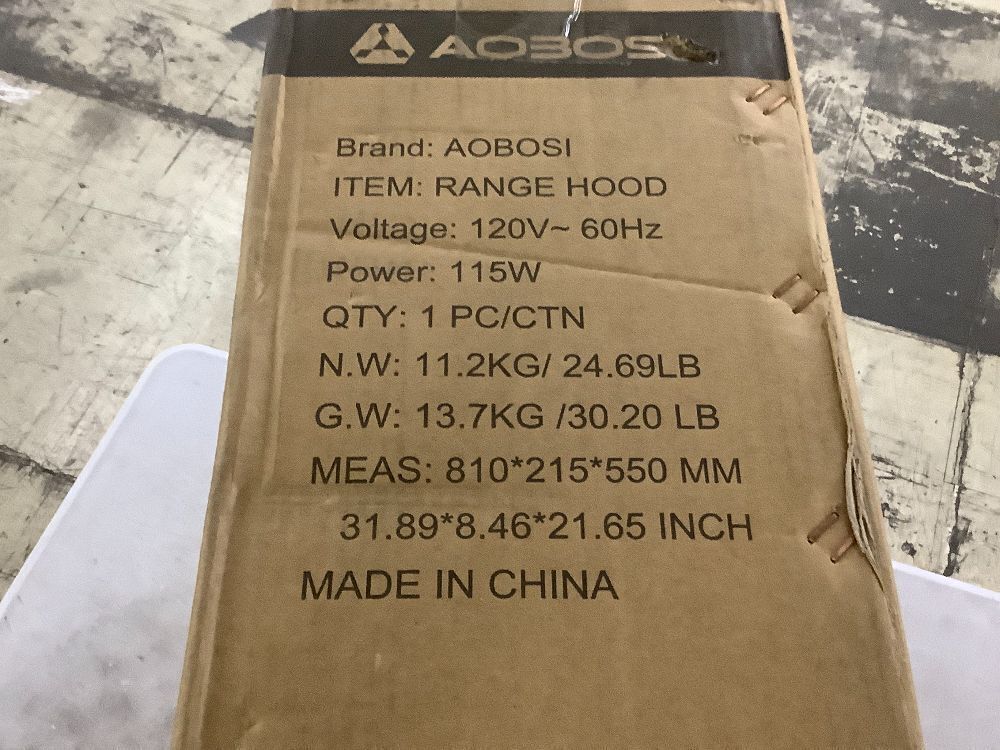 AOBOSI
Brand: AOBOSI
ITEM: RANGE HOOD
Voltage: 120V~ 60Hz
Power: 115W
QTY: 1 PC/CTN
N.W: 11.2KG/ 24.69LB
G.W: 13.7KG /30.20 LB
MEAS: 810*215*550 MM
31.89*8.46*21.65 INCH
MADE IN CHINA